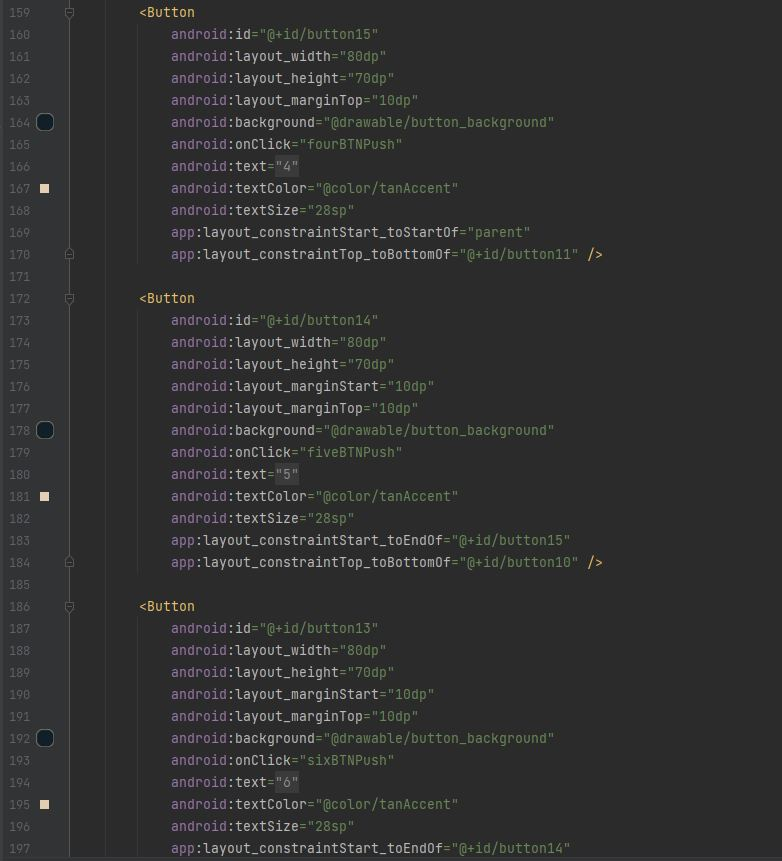 159 <Button
160 android:id="@+id/button15"
161 android:layout_width="80dp"
162 android:layout_height="70dp"
163 android:layout_marginTop="10dp"
164 android:background="@drawable/button_background"
165 android:onClick="fourBTNPush"
166 android:text="4"
167 android:textColor="@color/tanAccent"
168 android:textSize="28sp"
169 app:layout_constraintStart_toStartOf="parent"
170 app:layout_constraintTop_toBottomOf="@+id/button11" />
171
172 <Button
173 android:id="@+id/button14"
174 android:layout_width="80dp"
175 android:layout_height="70dp"
176 android:layout_marginStart="10dp"
177 android:layout_marginTop="10dp"
178 android:background="@drawable/button_background"
179 android:onClick="fiveBTNPush"
180 android:text="5"
181 android:textColor="@color/tanAccent"
182 android:textSize="28sp"
183 app:layout_constraintStart_toEndOf="@+id/button15"
184 app:layout_constraintTop_toBottomOf="@+id/button10" />
185
186 <Button
187 android:id="@+id/button13"
188 android:layout_width="80dp"
189 android:layout_height="70dp"
190 android:layout_marginStart="10dp"
191 android:layout_marginTop="10dp"
192 android:background="@drawable/button_background"
193 android:onClick="sixBTNPush"
194 android:text="6"
195 android:textColor="@color/tanAccent"
196 android:textSize="28sp"
197 app:layout_constraintStart_toEndOf="@+id/button14"